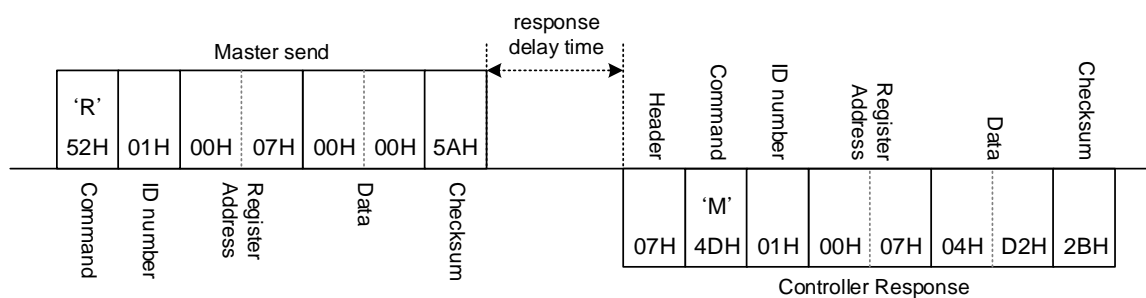 response
delay time
Master send
‘R’
52H 01H 00H 07H 00H 00H 5AH
Command
ID number
Register
Address
Data
Checksum
Header
Command
ID number
Register
Address
Data
Checksum
‘M’
07H 4DH 01H 00H 07H 04H D2H 2BH
Controller Response